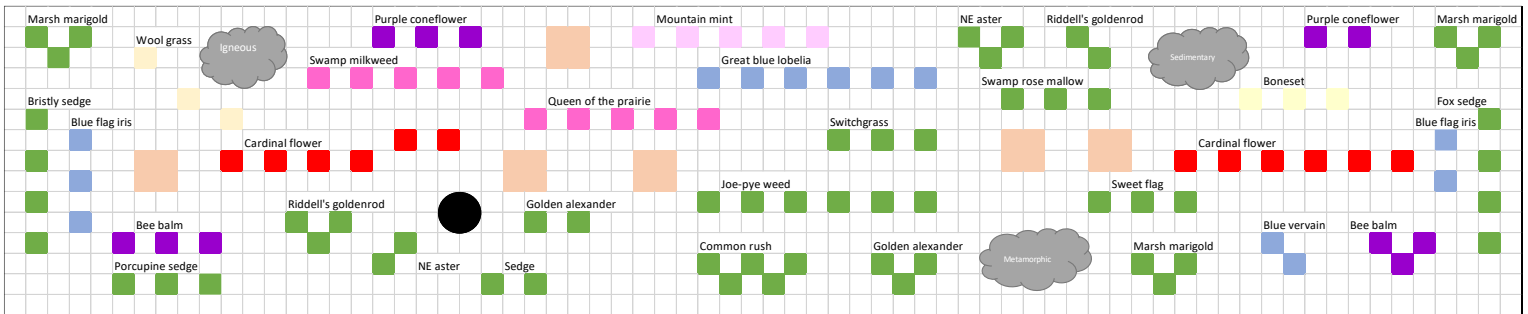 Marsh marigold
Purple coneflower
Mountain mint
NE aster
Riddell's goldenrod
Purple coneflower
Marsh marigold
Wool grass
Igneous
Sedimentary
Swamp milkweed
Great blue lobelia
Swamp rose mallow
Boneset
Bristly sedge
Queen of the prairie
Fox sedge
Blue flag iris
Switchgrass
Blue flag iris
Cardinal flower
Cardinal flower
Joe-pye weed
Sweet flag
Riddell's goldenrod
Golden alexander
Bee balm
Blue vervain
Bee balm
Common rush
Golden alexander
Metamorphic
Marsh marigold
Porcupine sedge
NE aster
Sedge